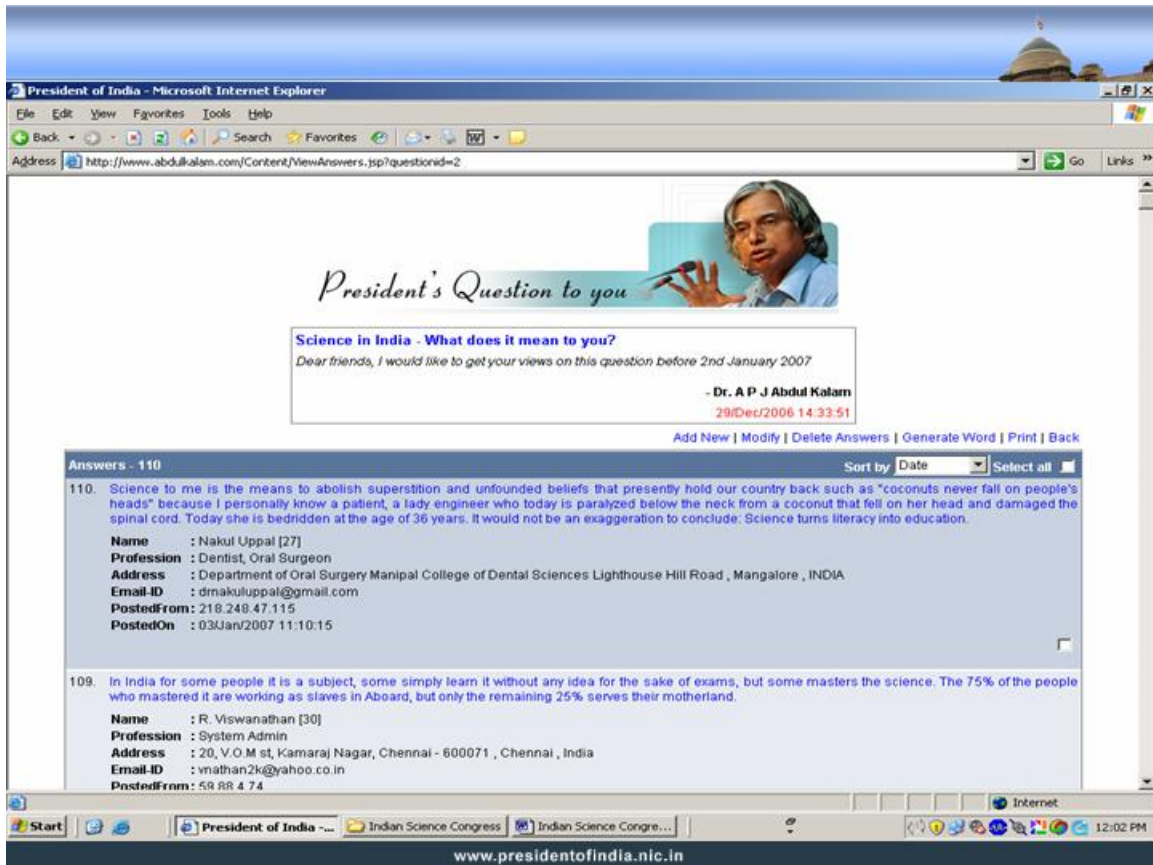 President of India - Microsoft Internet Explorer
File Edit View Favorites Tools Help
Back Search Favorites
Address http://www.abdulkalam.com/Content/ViewAnswers.jsp?questionid=2 Go Links »
President's Question to you
Science in India - What does it mean to you?
Dear friends, I would like to get your views on this question before 2nd January 2007
- Dr. A P J Abdul Kalam
29/Dec/2006 14:33:51
Add New | Modify | Delete Answers | Generate Word | Print | Back
Answers - 110 Sort by Date Select all
110. Science to me is the means to abolish superstition and unfounded beliefs that presently hold our country back such as "coconuts never fall on people's
heads" because I personally know a patient, a lady engineer who today is paralyzed below the neck from a coconut that fell on her head and damaged the
spinal cord. Today she is bedridden at the age of 36 years. It would not be an exaggeration to conclude: Science turns literacy into education.
Name : Nakul Uppal [27]
Profession : Dentist, Oral Surgeon
Address : Department of Oral Surgery Manipal College of Dental Sciences Lighthouse Hill Road , Mangalore , INDIA
Email-ID : drnakuluppal@gmail.com
PostedFrom : 218.248.47.115
PostedOn : 03/Jan/2007 11:10:15
109. In India for some people it is a subject, some simply learn it without any idea for the sake of exams, but some masters the science. The 75% of the people
who mastered it are working as slaves in Aboard, but only the remaining 25% serves their motherland.
Name : R. Viswanathan [30]
Profession : System Admin
Address : 20, V.O.M st, Kamaraj Nagar, Chennai - 600071 , Chennai , India
Email-ID : vnathan2k@yahoo.co.in
PostedFrom : 59.88.4.74
Internet
Start President of India -... Indian Science Congress Indian Science Congre... 12:02 PM
www.presidentofindia.nic.in